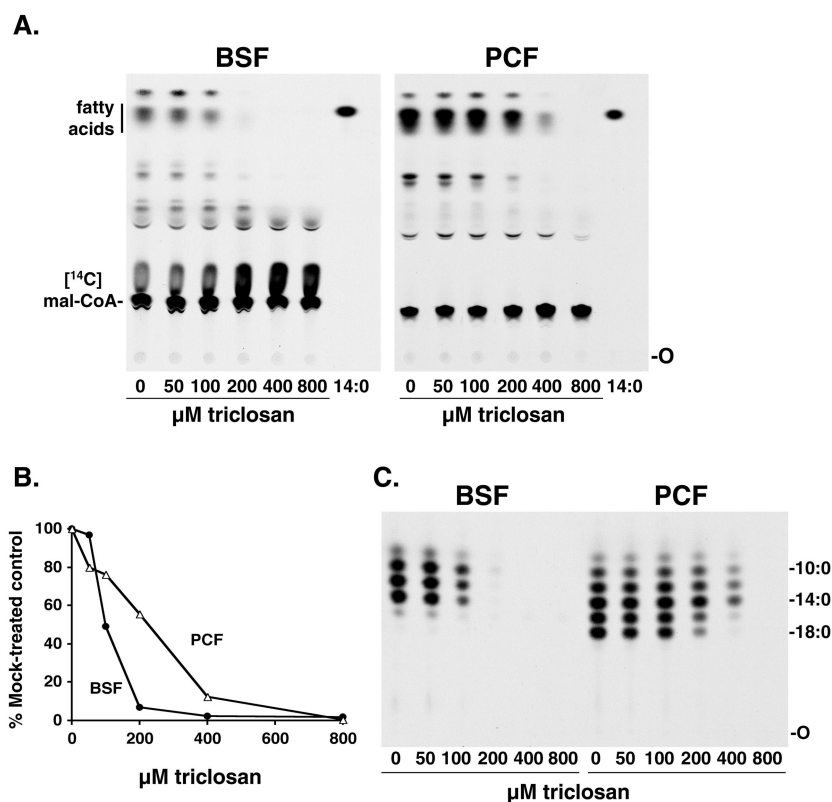 A.
BSF PCF
fatty
acids
[¹⁴C]
mal-CoA-
-O
0 50 100 200 400 800 14:0 0 50 100 200 400 800 14:0
µM triclosan µM triclosan
B.
% Mock-treated control
100
80
60
40
20
0
PCF
BSF
0 200 400 600 800
µM triclosan
C.
BSF PCF
-10:0
-14:0
-18:0
-O
0 50 100 200 400 800 0 50 100 200 400 800
µM triclosan